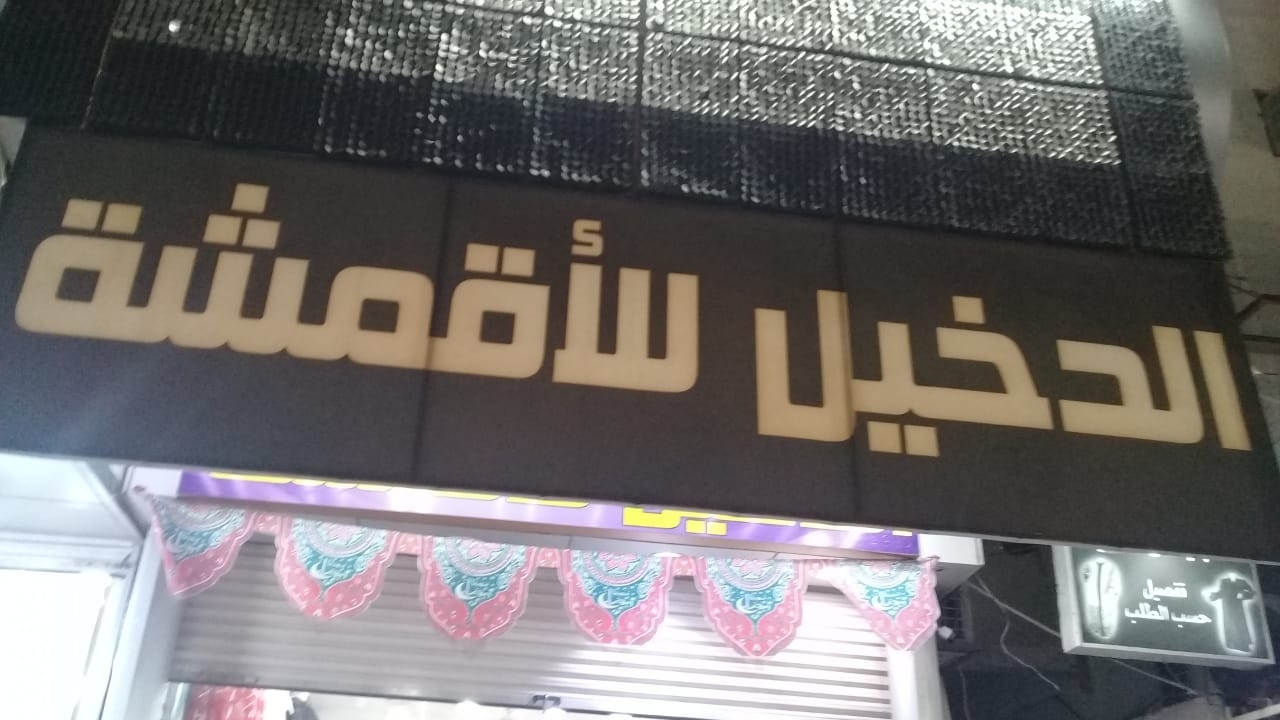 الدخيل للأقمشة
تفصيل
حسب الطلب